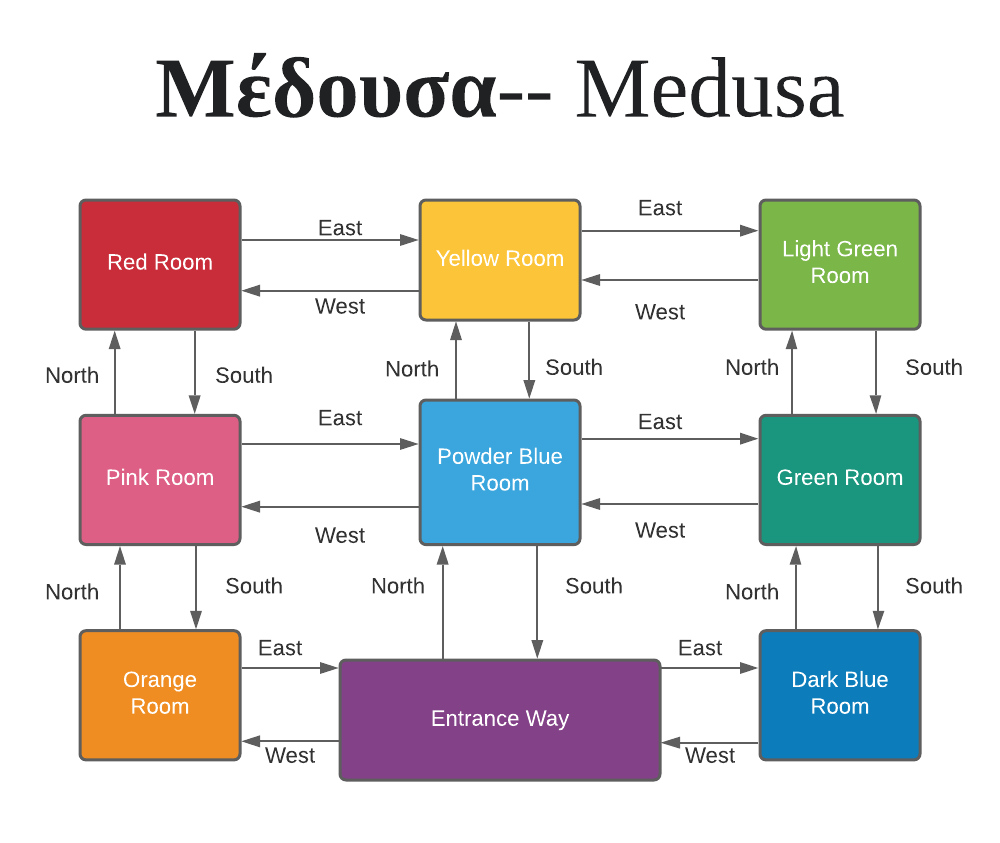 Μέδουσα-- Medusa
East
East
Red Room
Yellow Room
Light Green
Room
West
West
North
South
North
South
North
South
East
East
Pink Room
Powder Blue
Room
Green Room
West
West
North
South
North
South
North
South
East
East
Orange
Room
Entrance Way
Dark Blue
Room
West
West